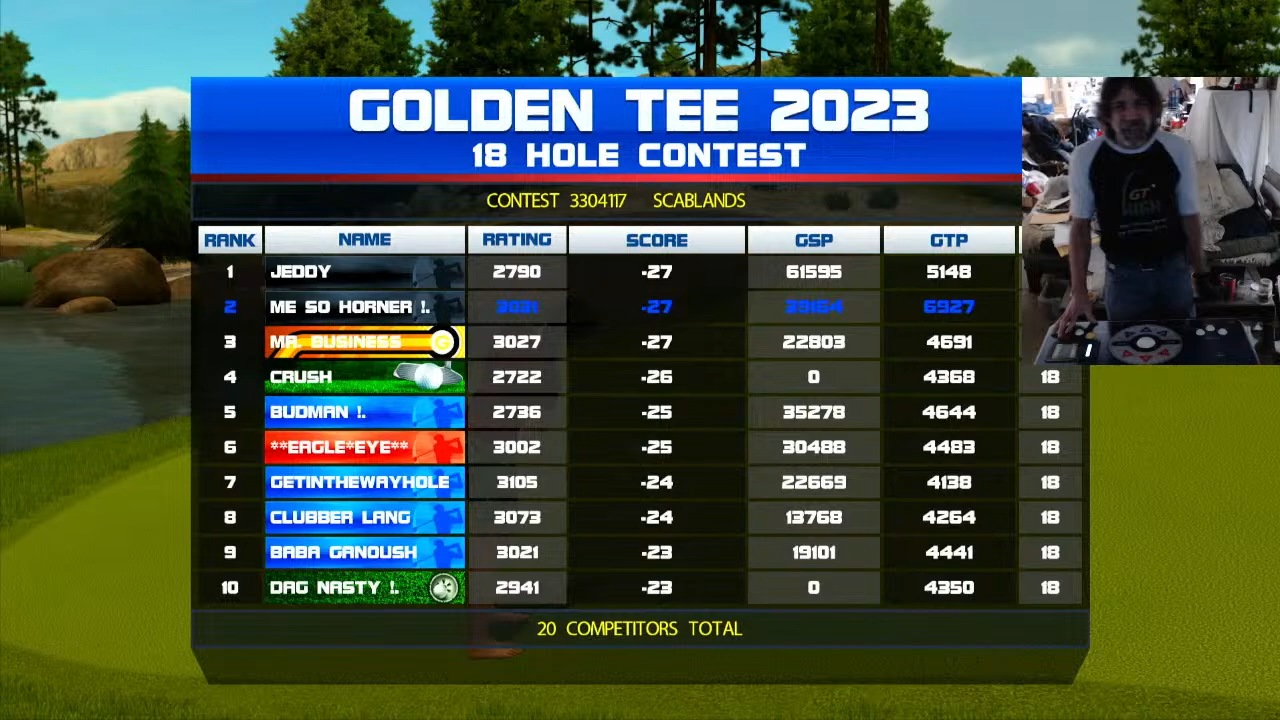 GOLDEN TEE 2023
18 HOLE CONTEST
CONTEST 3304117 SCABLANDS
RANK NAME RATING SCORE GSP GTP
1 JEDDY 2790 -27 61595 5148
2 ME SO HORNER !. 3031 -27 39164 6927
3 MR. BUSINESS 3027 -27 22803 4691
4 CRUSH 2722 -26 0 4368 18
5 BUDMAN !. 2736 -25 35278 4644 18
6 **EAGLE*EYE** 3002 -25 30488 4483 18
7 GETINTHEWAYHOLE 3105 -24 22669 4138 18
8 CLUBBER LANG 3073 -24 13768 4264 18
9 BABA GANOUSH 3021 -23 19101 4441 18
10 DAG NASTY !. 2941 -23 0 4350 18
20 COMPETITORS TOTAL
GT